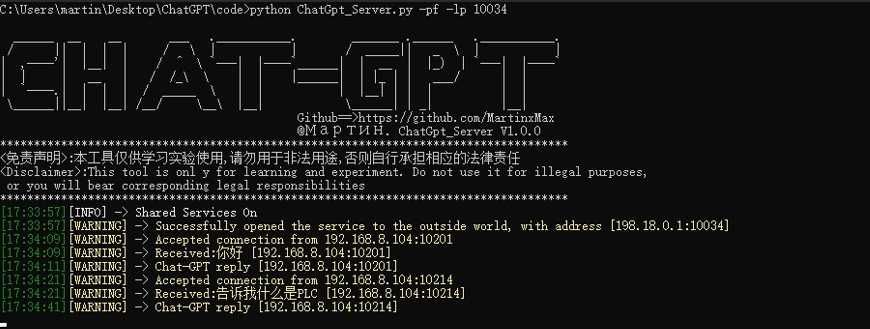 C:\Users\martin\Desktop\ChatGPT\code>python ChatGpt_Server.py -pf -lp 10034
CHAT-GPT
Github==>https://github.com/MartinxMax
@Мартин. ChatGpt_Server V1.0.0
******************************************************************************
<免责声明>:本工具仅供学习实验使用,请勿用于非法用途,否则自行承担相应的法律责任
<Disclaimer>:This tool is onl y for learning and experiment. Do not use it for illegal purposes,
or you will bear corresponding legal responsibilities
******************************************************************************
[17:33:57][INFO] -> Shared Services On
[17:33:57][WARNING] -> Successfully opened the service to the outside world, with address [198.18.0.1:10034]
[17:34:09][WARNING] -> Accepted connection from 192.168.8.104:10201
[17:34:09][WARNING] -> Received:你好 [192.168.8.104:10201]
[17:34:11][WARNING] -> Chat-GPT reply [192.168.8.104:10201]
[17:34:21][WARNING] -> Accepted connection from 192.168.8.104:10214
[17:34:21][WARNING] -> Received:告诉我什么是PLC [192.168.8.104:10214]
[17:34:41][WARNING] -> Chat-GPT reply [192.168.8.104:10214]